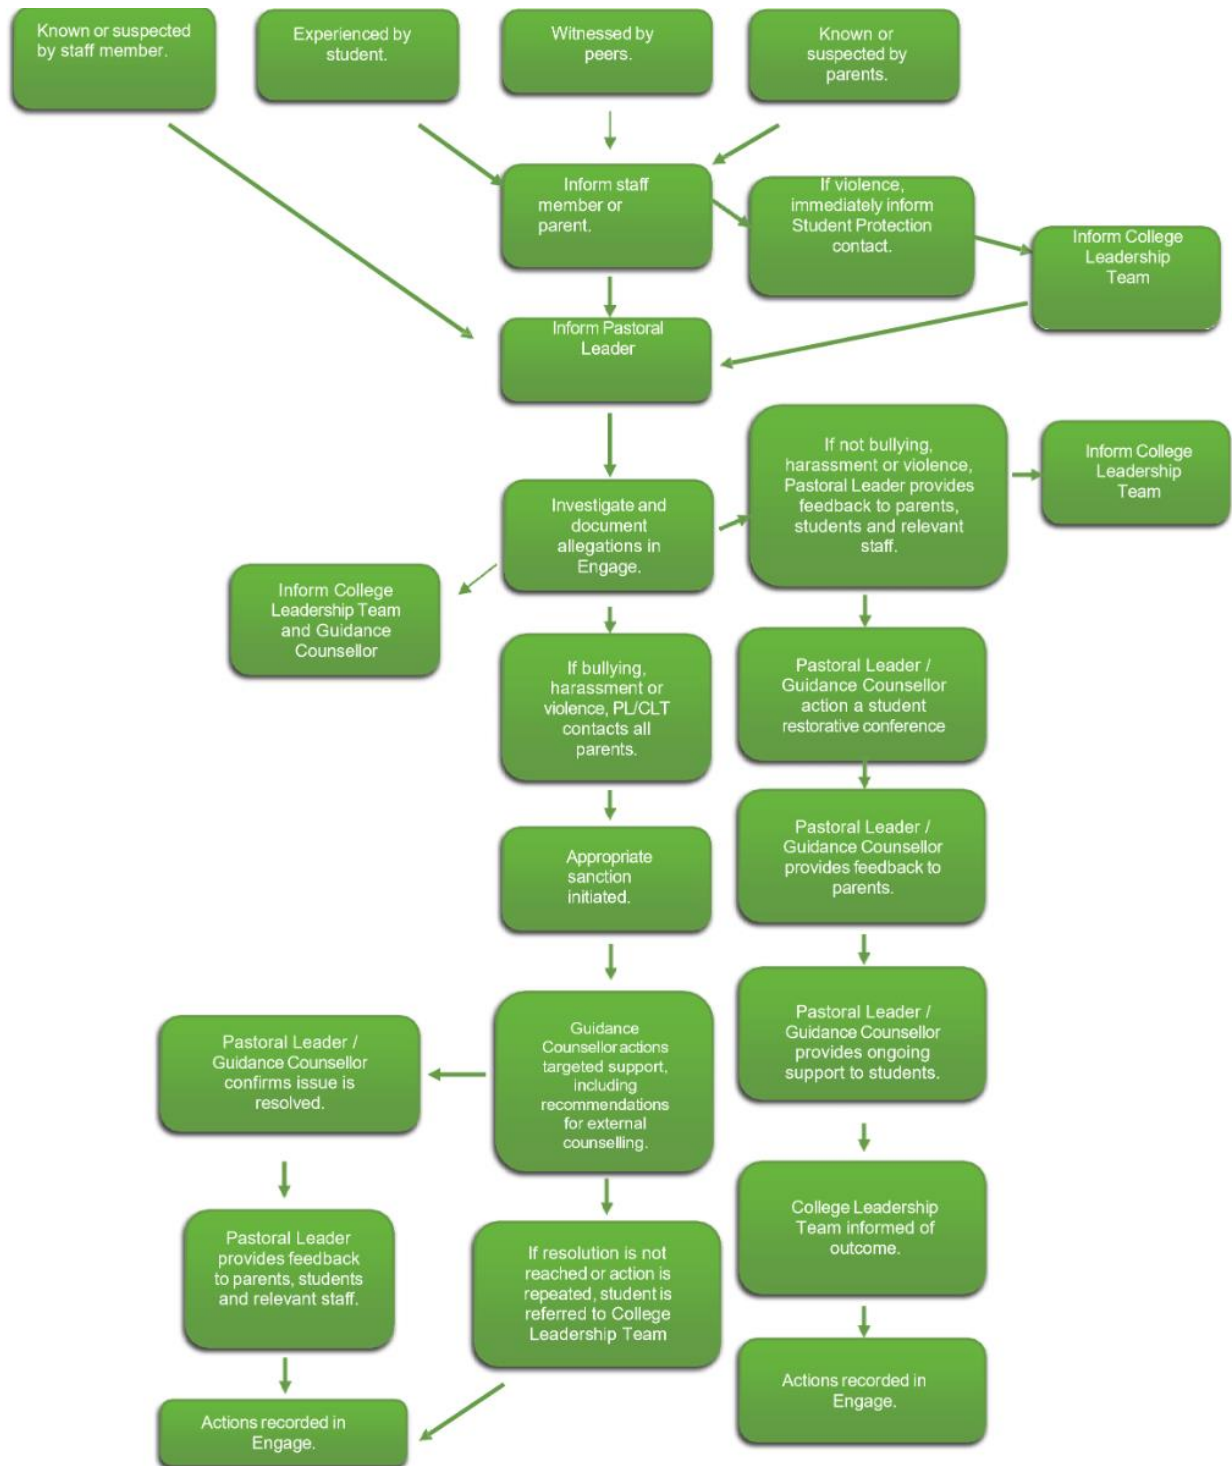 Known or suspected
by staff member.
Experienced by
student.
Witnessed by
peers.
Known or
suspected by
parents.
Inform staff
member or
parent.
If violence,
immediately inform
Student Protection
contact.
Inform College
Leadership
Team
Inform Pastoral
Leader
If not bullying,
harassment or violence,
Pastoral Leader provides
feedback to parents,
students and relevant
staff.
Inform College
Leadership
Team
Investigate and
document
allegations in
Engage.
Inform College
Leadership Team
and Guidance
Counsellor
If bullying,
harassment or
violence, PL/CLT
contacts all
parents.
Pastoral Leader /
Guidance Counsellor
action a student
restorative conference
Appropriate
sanction
initiated.
Pastoral Leader /
Guidance Counsellor
provides feedback to
parents.
Pastoral Leader /
Guidance Counsellor
confirms issue is
resolved.
Guidance
Counsellor actions
targeted support,
including
recommendations
for external
counselling.
Pastoral Leader /
Guidance Counsellor
provides ongoing
support to students.
Pastoral Leader
provides feedback
to parents, students
and relevant staff.
If resolution is not
reached or action is
repeated, student is
referred to College
Leadership Team
College Leadership
Team informed of
outcome.
Actions recorded in
Engage.
Actions recorded in
Engage.